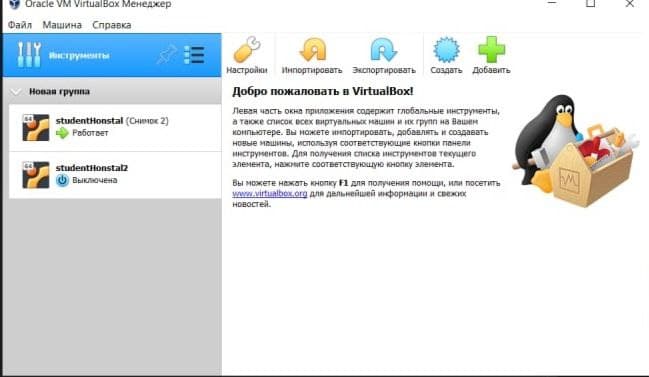 Oracle VM VirtualBox Менеджер
Файл Машина Справка
Инструменты
Настройки Импортировать Экспортировать Создать Добавить
Новая группа
64 studentHonstal (Снимок 2)
Работает
64 studentHonstal2
Выключена
Добро пожаловать в VirtualBox!
Левая часть окна приложения содержит глобальные инструменты,
а также список всех виртуальных машин и их групп на Вашем
компьютере. Вы можете импортировать, добавлять и создавать
новые машины, используя соответствующие кнопки панели
инструментов. Для получения списка инструментов текущего
элемента, нажмите соответствующую кнопку элемента.
Вы можете нажать кнопку F1 для получения помощи, или посетить
www.virtualbox.org для дальнейшей информации и свежих
новостей.